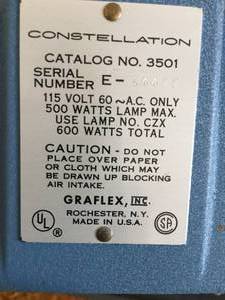 CONSTELLATION
CATALOG NO. 3501
SERIAL
NUMBER E-
115 VOLT 60 ~ A.C. ONLY
500 WATTS LAMP MAX.
USE LAMP NO. CZX
600 WATTS TOTAL
CAUTION - DO NOT
PLACE OVER PAPER
OR CLOTH WHICH MAY
BE DRAWN UP BLOCKING
AIR INTAKE.
GRAFLEX, INC.
ROCHESTER, N.Y.
MADE IN U.S.A.
UL
SA